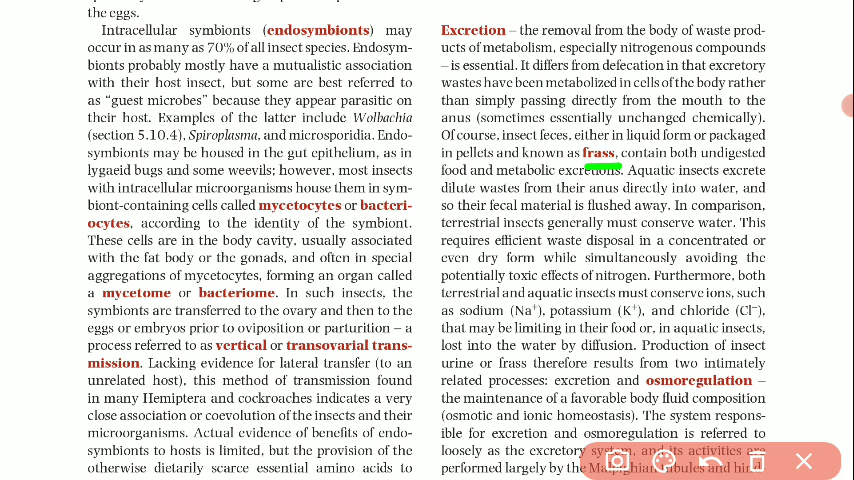 the eggs.
Intracellular symbionts (endosymbionts) may
occur in as many as 70% of all insect species. Endosym-
bionts probably mostly have a mutualistic association
with their host insect, but some are best referred to
as “guest microbes” because they appear parasitic on
their host. Examples of the latter include Wolbachia
(section 5.10.4), Spiroplasma, and microsporidia. Endo-
symbionts may be housed in the gut epithelium, as in
lygaeid bugs and some weevils; however, most insects
with intracellular microorganisms house them in sym-
biont-containing cells called mycetocytes or bacteri-
ocytes, according to the identity of the symbiont.
These cells are in the body cavity, usually associated
with the fat body or the gonads, and often in special
aggregations of mycetocytes, forming an organ called
a mycetome or bacteriome. In such insects, the
symbionts are transferred to the ovary and then to the
eggs or embryos prior to oviposition or parturition – a
process referred to as vertical or transovarial trans-
mission. Lacking evidence for lateral transfer (to an
unrelated host), this method of transmission found
in many Hemiptera and cockroaches indicates a very
close association or coevolution of the insects and their
microorganisms. Actual evidence of benefits of endo-
symbionts to hosts is limited, but the provision of the
otherwise dietarily scarce essential amino acids to
Excretion – the removal from the body of waste prod-
ucts of metabolism, especially nitrogenous compounds
– is essential. It differs from defecation in that excretory
wastes have been metabolized in cells of the body rather
than simply passing directly from the mouth to the
anus (sometimes essentially unchanged chemically).
Of course, insect feces, either in liquid form or packaged
in pellets and known as frass, contain both undigested
food and metabolic excretions. Aquatic insects excrete
dilute wastes from their anus directly into water, and
so their fecal material is flushed away. In comparison,
terrestrial insects generally must conserve water. This
requires efficient waste disposal in a concentrated or
even dry form while simultaneously avoiding the
potentially toxic effects of nitrogen. Furthermore, both
terrestrial and aquatic insects must conserve ions, such
as sodium (Na⁺), potassium (K⁺), and chloride (Cl⁻),
that may be limiting in their food or, in aquatic insects,
lost into the water by diffusion. Production of insect
urine or frass therefore results from two intimately
related processes: excretion and osmoregulation –
the maintenance of a favorable body fluid composition
(osmotic and ionic homeostasis). The system respons-
ible for excretion and osmoregulation is referred to
loosely as the excretory system, and its activities are
performed largely by the Malpighian tubules and hind-